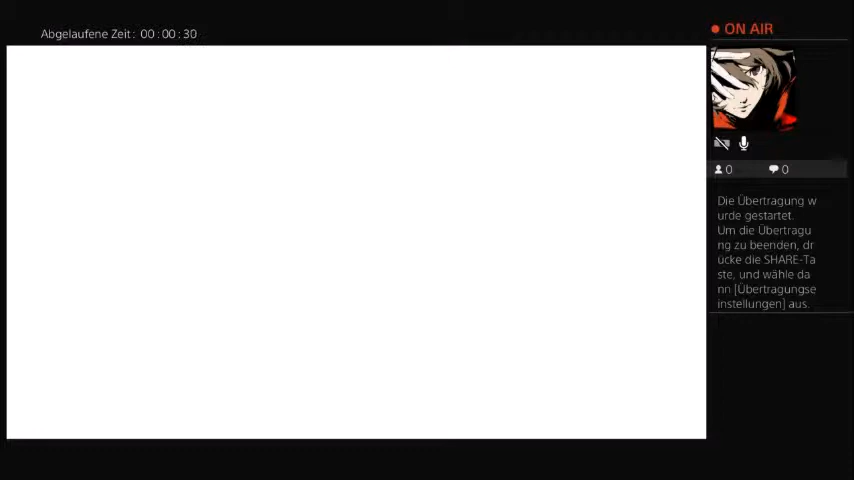 Abgelaufene Zeit: 00:00:30
ON AIR
0 0
Die Übertragung w
urde gestartet.
Um die Übertragu
ng zu beenden, dr
ücke die SHARE-Ta
ste, und wähle da
nn [Übertragungse
instellungen] aus.